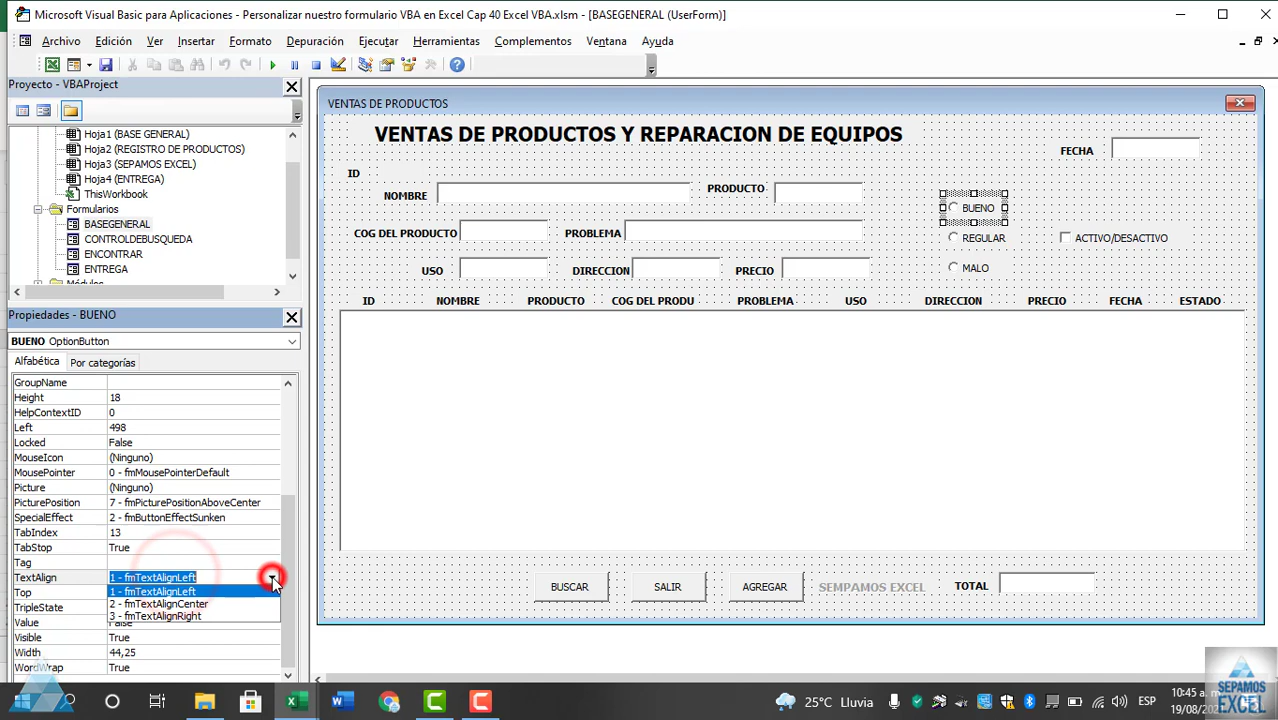 Microsoft Visual Basic para Aplicaciones - Personalizar nuestro formulario VBA en Excel Cap 40 Excel VBA.xlsm - [BASEGENERAL (UserForm)]
Archivo Edición Ver Insertar Formato Depuración Ejecutar Herramientas Complementos Ventana Ayuda
Proyecto - VBAProject
Hoja1 (BASE GENERAL)
Hoja2 (REGISTRO DE PRODUCTOS)
Hoja3 (SEPAMOS EXCEL)
Hoja4 (ENTREGA)
ThisWorkbook
Formularios
BASEGENERAL
CONTROLDEBUSQUEDA
ENCONTRAR
ENTREGA
Módulos
Propiedades - BUENO
BUENO OptionButton
Alfabética Por categorías
GroupName
Height 18
HelpContextID 0
Left 498
Locked False
MouseIcon (Ninguno)
MousePointer 0 - fmMousePointerDefault
Picture (Ninguno)
PicturePosition 7 - fmPicturePositionAboveCenter
SpecialEffect 2 - fmButtonEffectSunken
TabIndex 13
TabStop True
Tag
TextAlign 1 - fmTextAlignLeft
Top 1 - fmTextAlignLeft
2 - fmTextAlignCenter
TripleState
3 - fmTextAlignRight
Value False
Visible True
Width 44,25
WordWrap True
VENTAS DE PRODUCTOS
VENTAS DE PRODUCTOS Y REPARACION DE EQUIPOS
FECHA
ID
NOMBRE PRODUCTO
BUENO
COG DEL PRODUCTO PROBLEMA
REGULAR ACTIVO/DESACTIVO
USO DIRECCION PRECIO
MALO
ID NOMBRE PRODUCTO COG DEL PRODU PROBLEMA USO DIRECCION PRECIO FECHA ESTADO
BUSCAR SALIR AGREGAR SEMPAMOS EXCEL TOTAL
SEPAMOS
EXCEL
25°C Lluvia ESP
10:45 a. m.
19/08/202